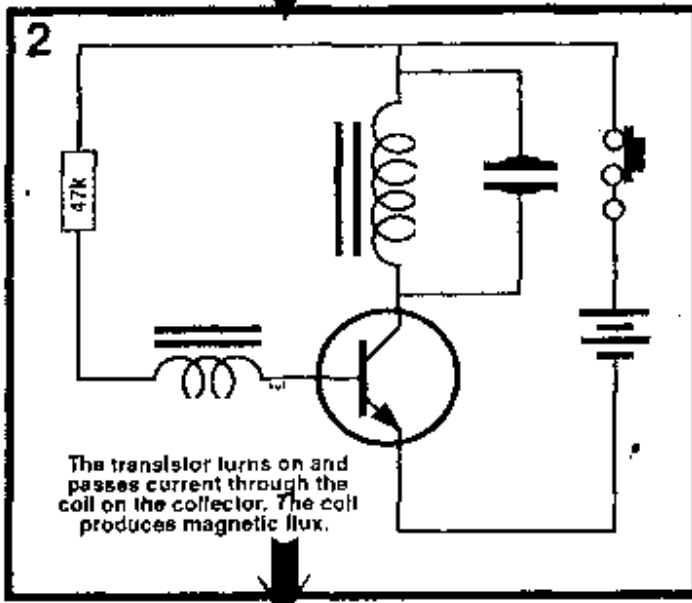 2
47k
The transistor turns on and
passes current through the
coil on the collector. The coil
produces magnetic flux.